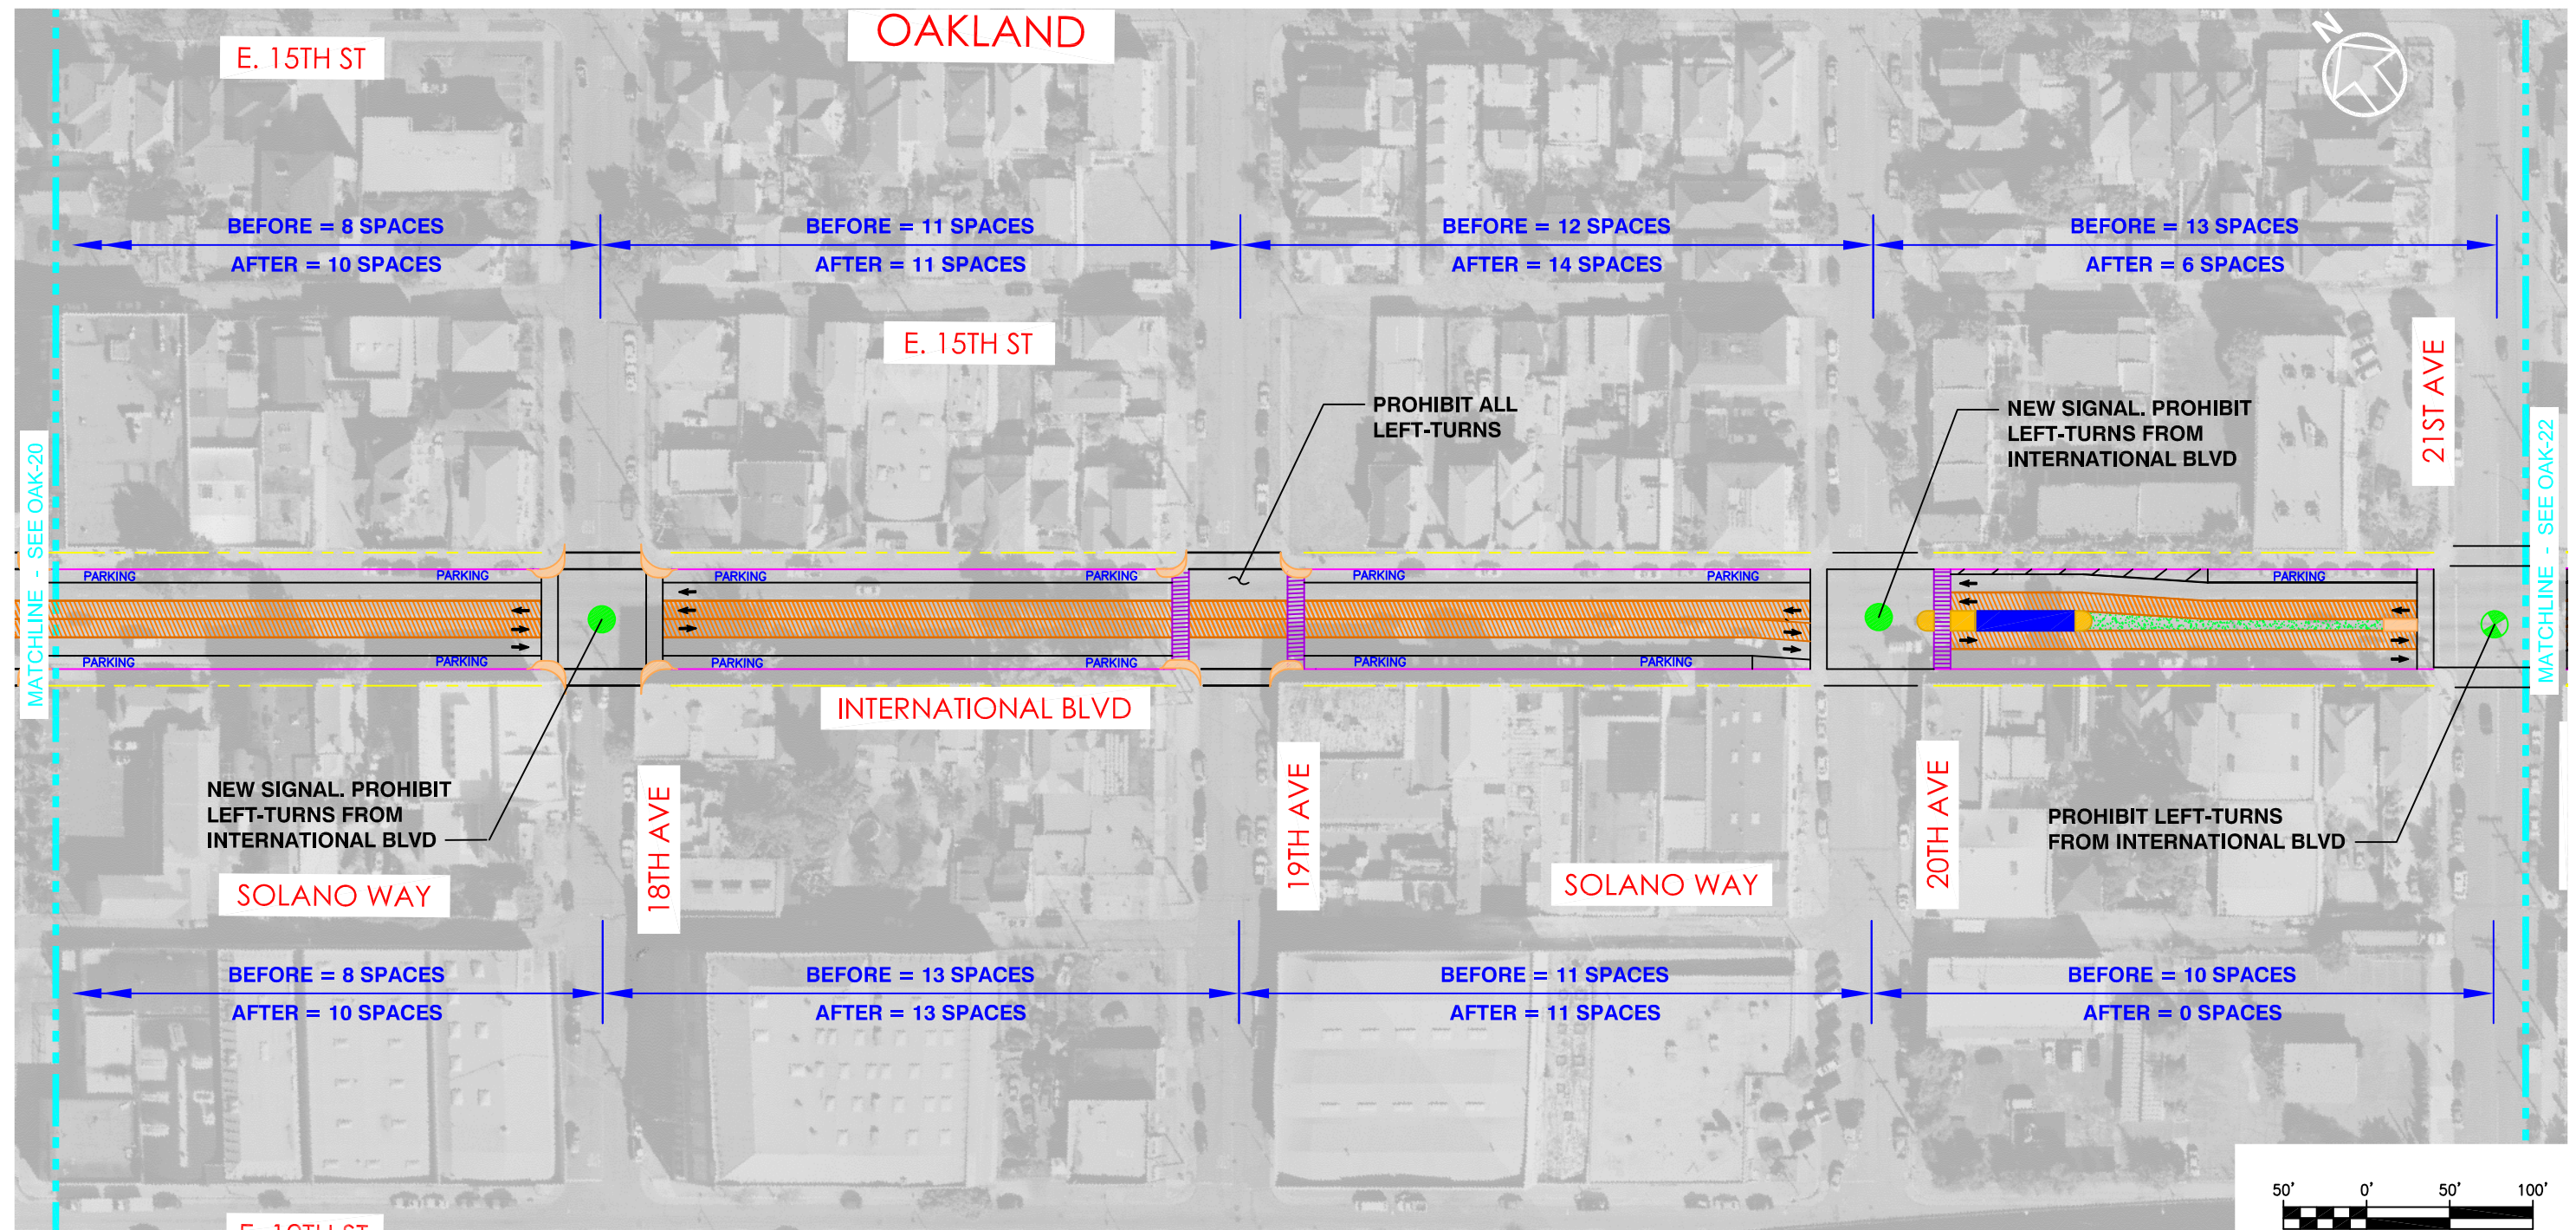 OAKLAND
E. 15TH ST
N
BEFORE = 8 SPACES
AFTER = 10 SPACES
BEFORE = 11 SPACES
AFTER = 11 SPACES
BEFORE = 12 SPACES
AFTER = 14 SPACES
BEFORE = 13 SPACES
AFTER = 6 SPACES
E. 15TH ST
21ST AVE
PROHIBIT ALL
LEFT-TURNS
NEW SIGNAL. PROHIBIT
LEFT-TURNS FROM
INTERNATIONAL BLVD
MATCHLINE - SEE OAK-20
MATCHLINE - SEE OAK-22
PARKING
PARKING
PARKING
PARKING
PARKING
PARKING
PARKING
PARKING
PARKING
PARKING
PARKING
PARKING
PARKING
INTERNATIONAL BLVD
NEW SIGNAL. PROHIBIT
LEFT-TURNS FROM
INTERNATIONAL BLVD
18TH AVE
19TH AVE
20TH AVE
PROHIBIT LEFT-TURNS
FROM INTERNATIONAL BLVD
SOLANO WAY
SOLANO WAY
BEFORE = 8 SPACES
AFTER = 10 SPACES
BEFORE = 13 SPACES
AFTER = 13 SPACES
BEFORE = 11 SPACES
AFTER = 11 SPACES
BEFORE = 10 SPACES
AFTER = 0 SPACES
50' 0' 50' 100'